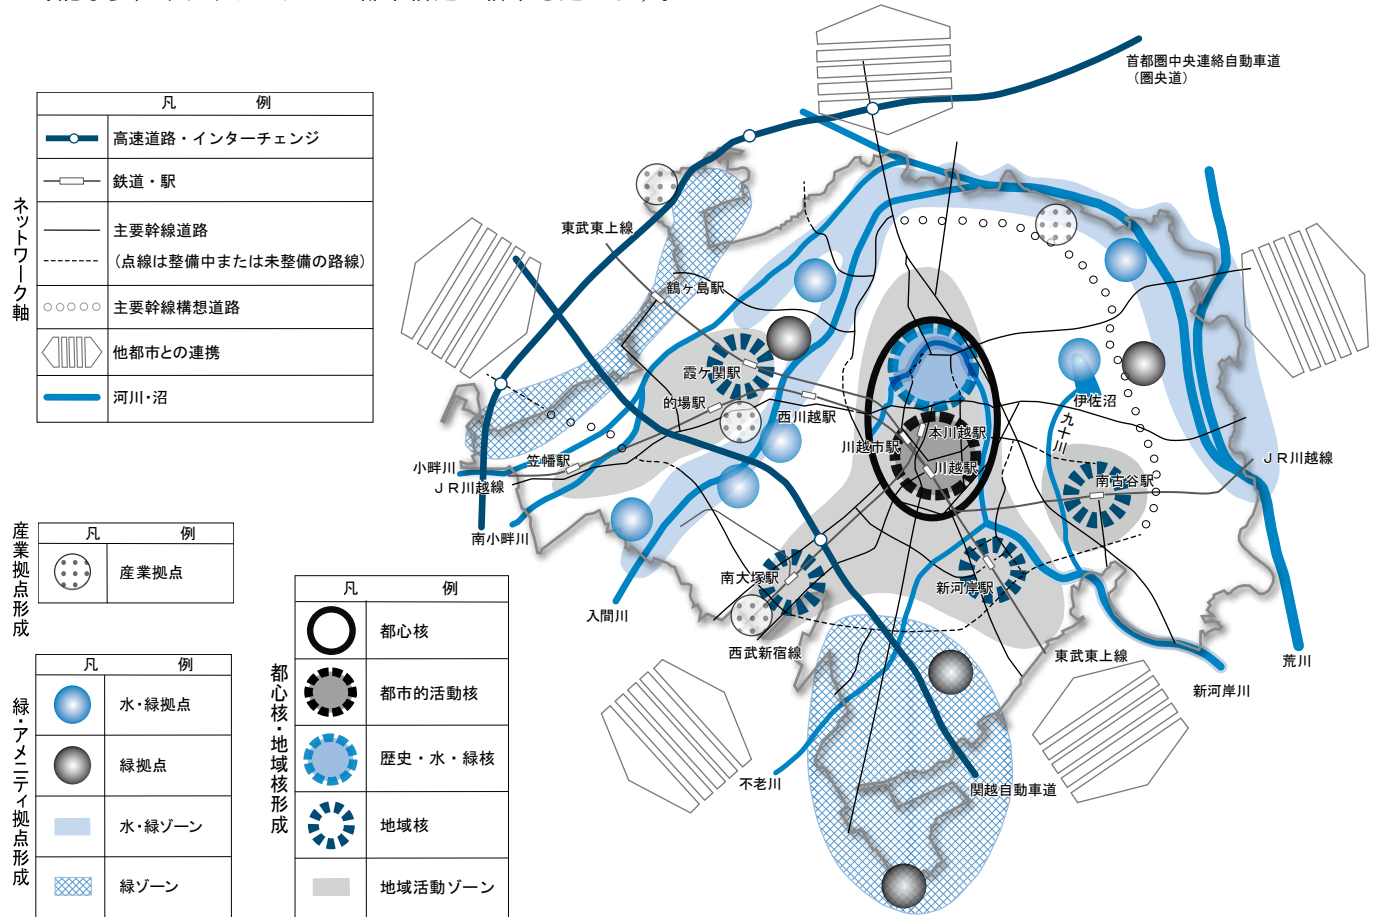 凡 例
高速道路・インターチェンジ
鉄道・駅
主要幹線道路
(点線は整備中または未整備の路線)
主要幹線構想道路
他都市との連携
河川・沼
ネットワーク軸
凡 例
産業拠点
産業拠点形成
凡 例
水・緑拠点
緑拠点
水・緑ゾーン
緑ゾーン
緑・アメニティ拠点形成
凡 例
都心核
都市的活動核
歴史・水・緑核
地域核
地域活動ゾーン
都心核・地域核形成
首都圏中央連絡自動車道
(圏央道)
東武東上線
鶴ヶ島駅
霞ケ関駅
的場駅
西川越駅
川越市駅
本川越駅
川越駅
伊佐沼
九十川
笠幡駅
小畔川
JR川越線
南小畔川
南古谷駅
JR川越線
入間川
南大塚駅
新河岸駅
西武新宿線
東武東上線
新河岸川
荒川
不老川
関越自動車道